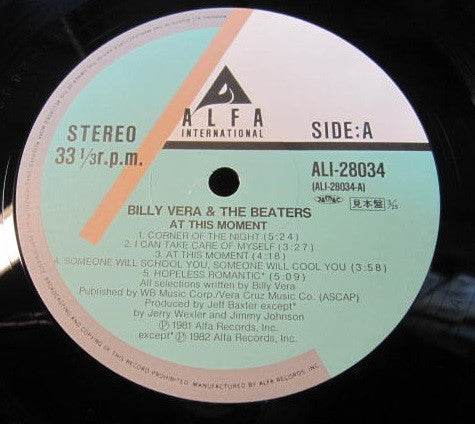 ALFA
INTERNATIONAL
STEREO
33 1/3 r.p.m.
SIDE:A
ALI-28034
(ALI-28034-A)
見本盤
BILLY VERA & THE BEATERS
AT THIS MOMENT
1. CORNER OF THE NIGHT (5:24)
2. I CAN TAKE CARE OF MYSELF (3:27)
3. AT THIS MOMENT (4:18)
4. SOMEONE WILL SCHOOL YOU, SOMEONE WILL COOL YOU (3:58)
5. HOPELESS ROMANTIC* (5:09)
All selections written by Billy Vera
Published by WB Music Corp./Vera Cruz Music Co. (ASCAP)
Produced by Jeff Baxter except*
by Jerry Wexler and Jimmy Johnson
℗ 1981 Alfa Records, Inc.
except* ℗ 1982 Alfa Records, Inc.
BROADCASTING AND COPYING OF THIS RECORD PROHIBITED. MANUFACTURED BY ALFA RECORDS INC.